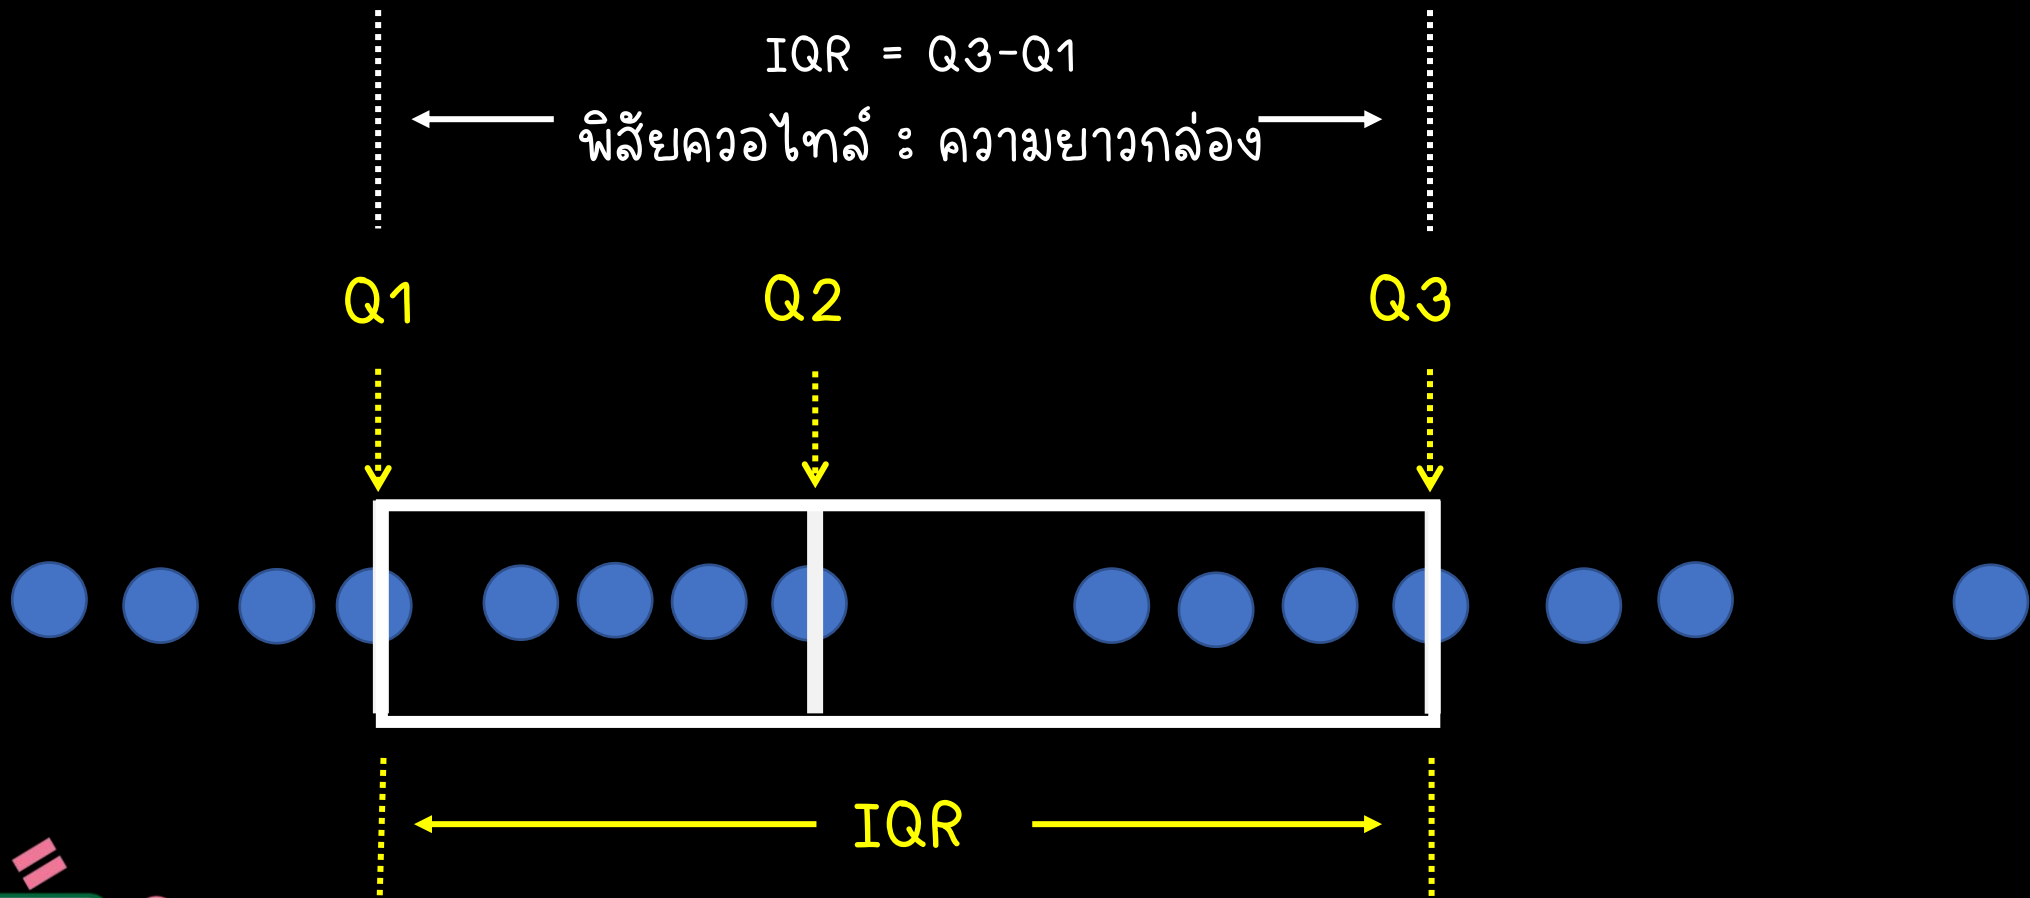 IQR = Q3-Q1
พิสัยควอไทล์ : ความยาวกล่อง
Q1 Q2 Q3
IQR